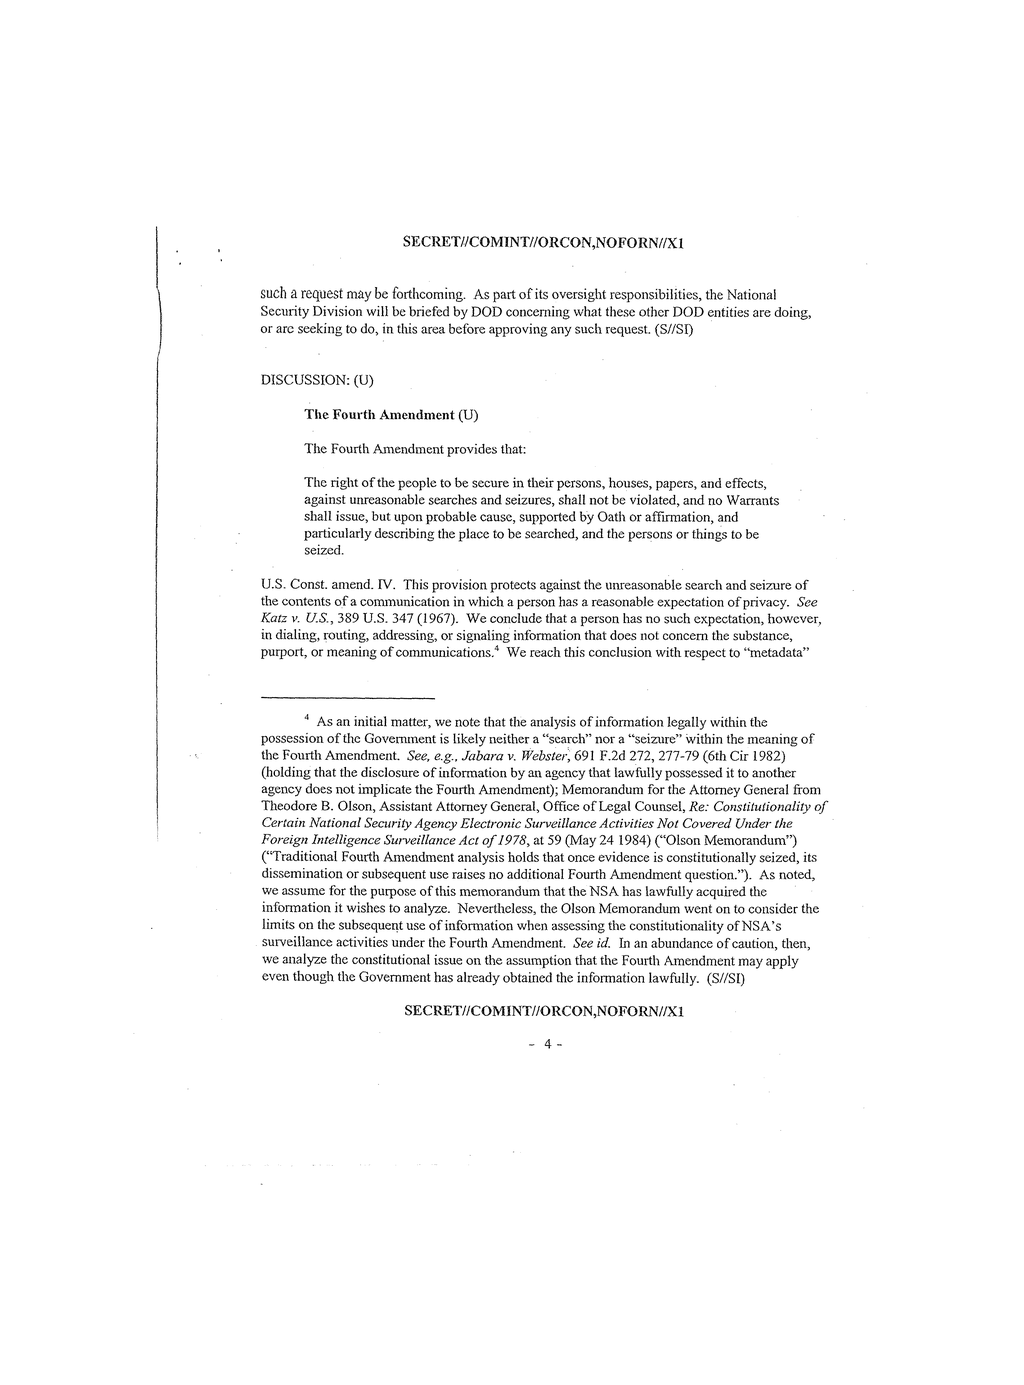 SECRET//COMINT//ORCON,NOFORN//X1
such a request may be forthcoming. As part of its oversight responsibilities, the National
Security Division will be briefed by DOD concerning what these other DOD entities are doing,
or are seeking to do, in this area before approving any such request. (S//SI)
DISCUSSION: (U)
The Fourth Amendment (U)
The Fourth Amendment provides that:
The right of the people to be secure in their persons, houses, papers, and effects,
against unreasonable searches and seizures, shall not be violated, and no Warrants
shall issue, but upon probable cause, supported by Oath or affirmation, and
particularly describing the place to be searched, and the persons or things to be
seized.
U.S. Const. amend. IV. This provision protects against the unreasonable search and seizure of
the contents of a communication in which a person has a reasonable expectation of privacy. See
Katz v. U.S., 389 U.S. 347 (1967). We conclude that a person has no such expectation, however,
in dialing, routing, addressing, or signaling information that does not concern the substance,
purport, or meaning of communications.4 We reach this conclusion with respect to “metadata”
4 As an initial matter, we note that the analysis of information legally within the
possession of the Government is likely neither a “search” nor a “seizure” within the meaning of
the Fourth Amendment. See, e.g., Jabara v. Webster, 691 F.2d 272, 277-79 (6th Cir 1982)
(holding that the disclosure of information by an agency that lawfully possessed it to another
agency does not implicate the Fourth Amendment); Memorandum for the Attorney General from
Theodore B. Olson, Assistant Attorney General, Office of Legal Counsel, Re: Constitutionality of
Certain National Security Agency Electronic Surveillance Activities Not Covered Under the
Foreign Intelligence Surveillance Act of 1978, at 59 (May 24 1984) (“Olson Memorandum”)
(“Traditional Fourth Amendment analysis holds that once evidence is constitutionally seized, its
dissemination or subsequent use raises no additional Fourth Amendment question.”). As noted,
we assume for the purpose of this memorandum that the NSA has lawfully acquired the
information it wishes to analyze. Nevertheless, the Olson Memorandum went on to consider the
limits on the subsequent use of information when assessing the constitutionality of NSA’s
surveillance activities under the Fourth Amendment. See id. In an abundance of caution, then,
we analyze the constitutional issue on the assumption that the Fourth Amendment may apply
even though the Government has already obtained the information lawfully. (S//SI)
SECRET//COMINT//ORCON,NOFORN//X1
- 4 -